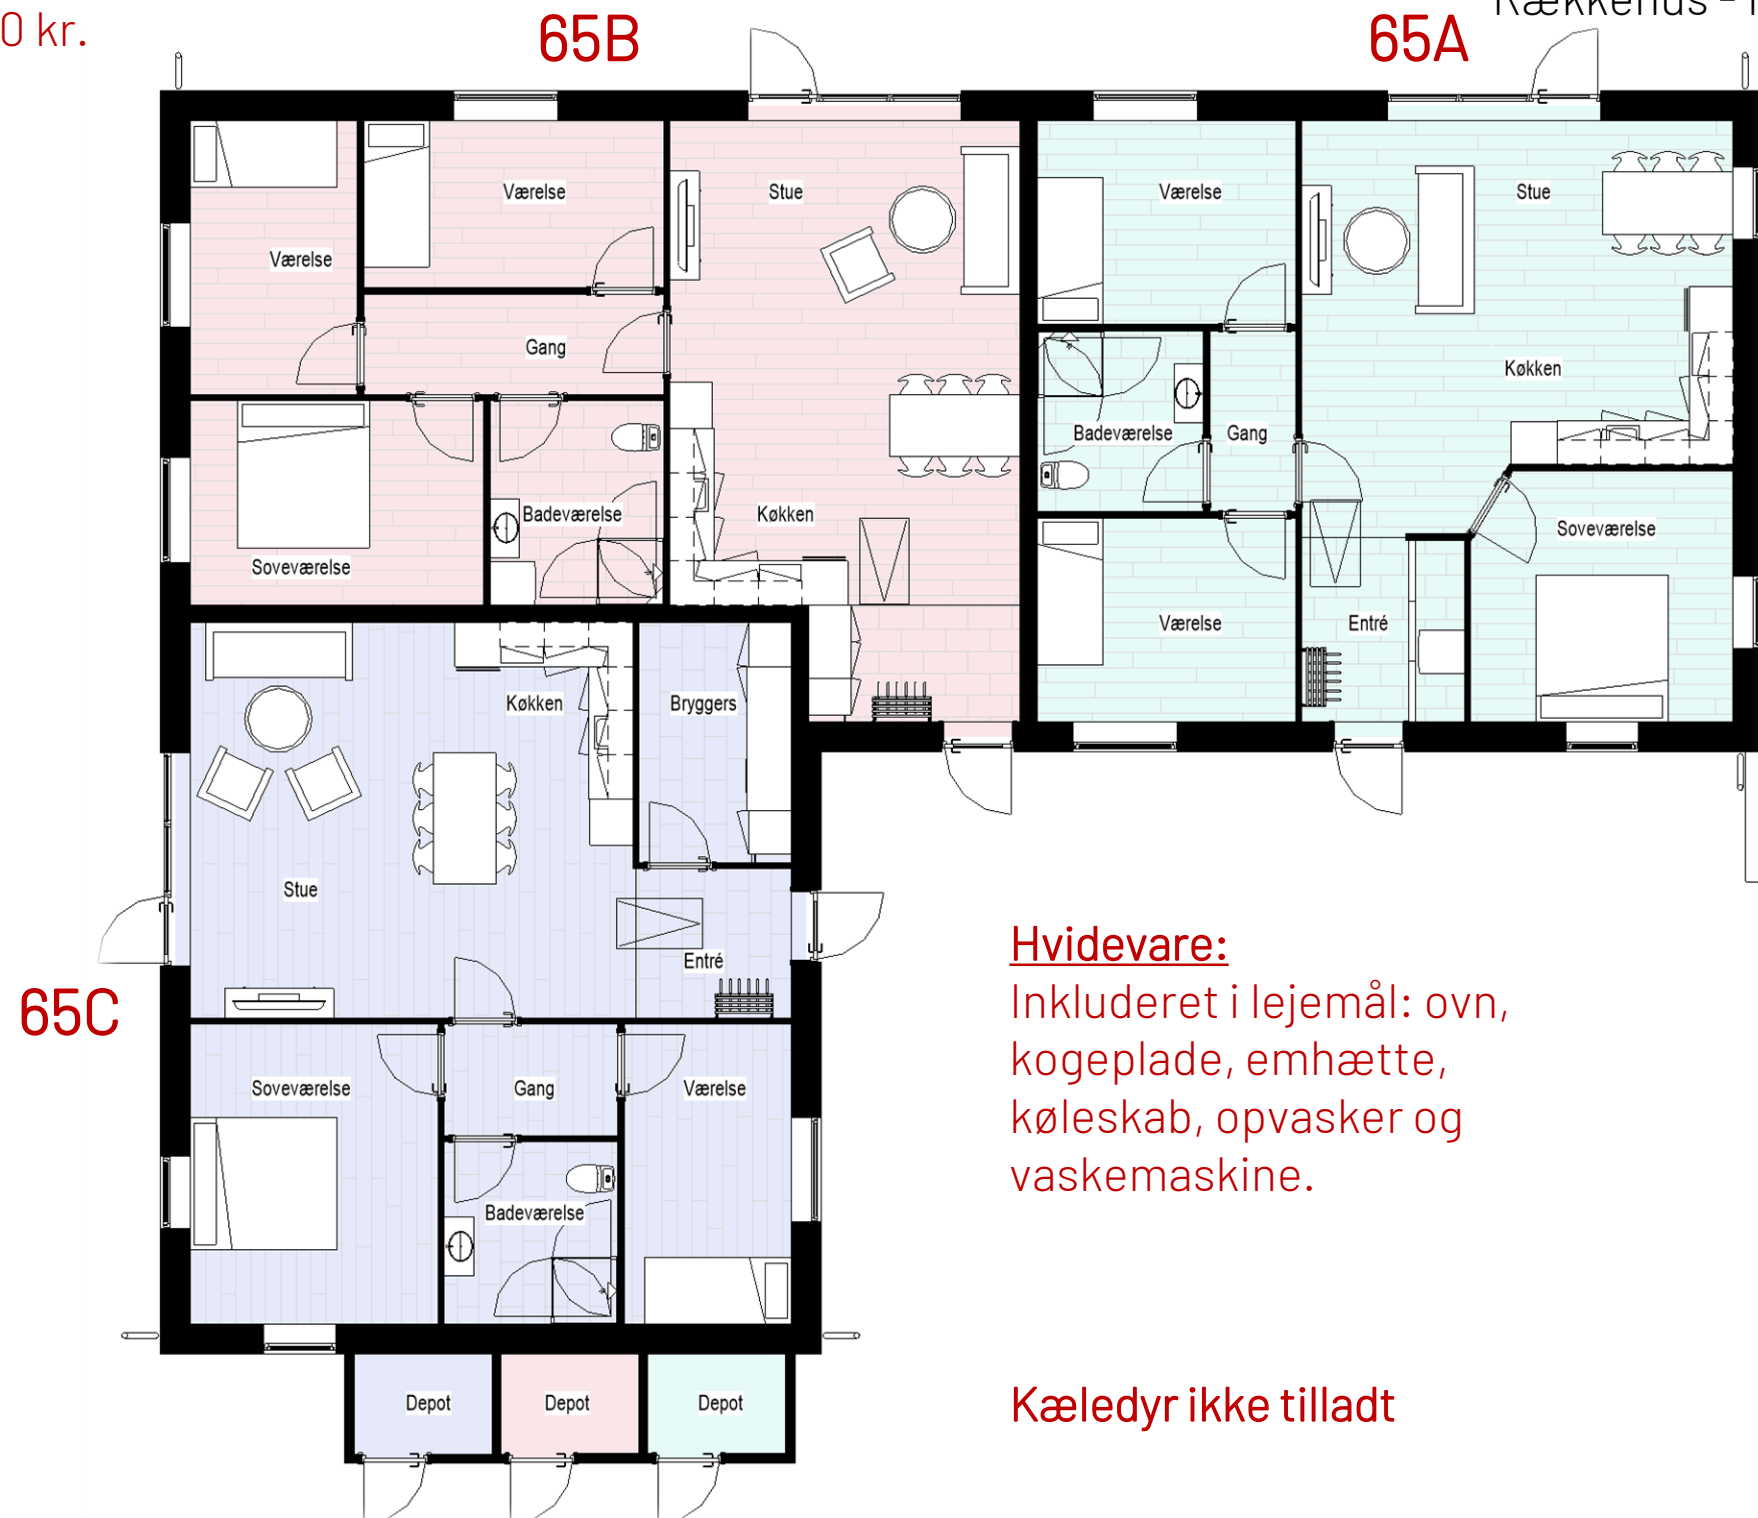 0 kr.
65B
65A
Rækkehus -
Værelse
Stue
Værelse
Stue
Værelse
Gang
Køkken
Badeværelse
Gang
Badeværelse
Køkken
Soveværelse
Soveværelse
Værelse
Entré
Køkken
Bryggers
Stue
Entré
65C
Soveværelse
Gang
Værelse
Badeværelse
Depot
Depot
Depot
Hvidevare:
Inkluderet i lejemål: ovn,
kogeplade, emhætte,
køleskab, opvasker og
vaskemaskine.
Kæledyr ikke tilladt